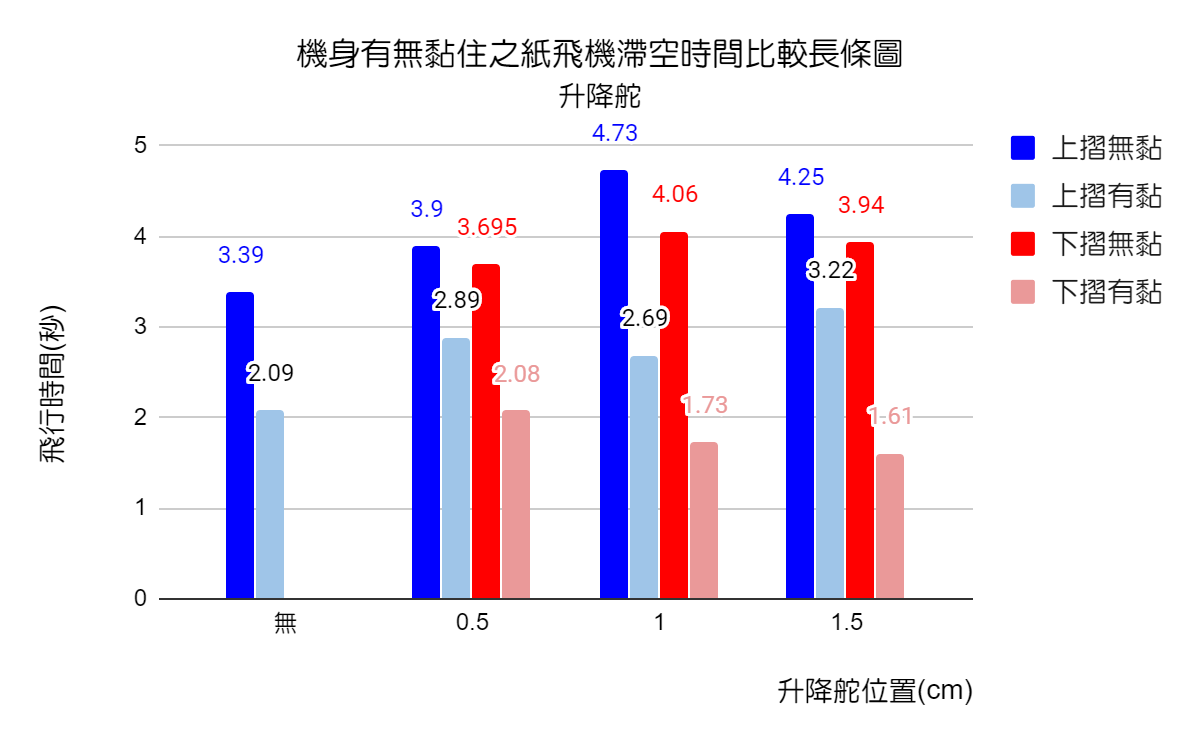 機身有無黏住之紙飛機滯空時間比較長條圖
升降舵
飛行時間(秒)
5
4
3
2
1
0
3.39
2.09
3.9
2.89
3.695
2.08
4.73
2.69
4.06
1.73
4.25
3.22
3.94
1.61
無
0.5
1
1.5
升降舵位置(cm)
上摺無黏
上摺有黏
下摺無黏
下摺有黏